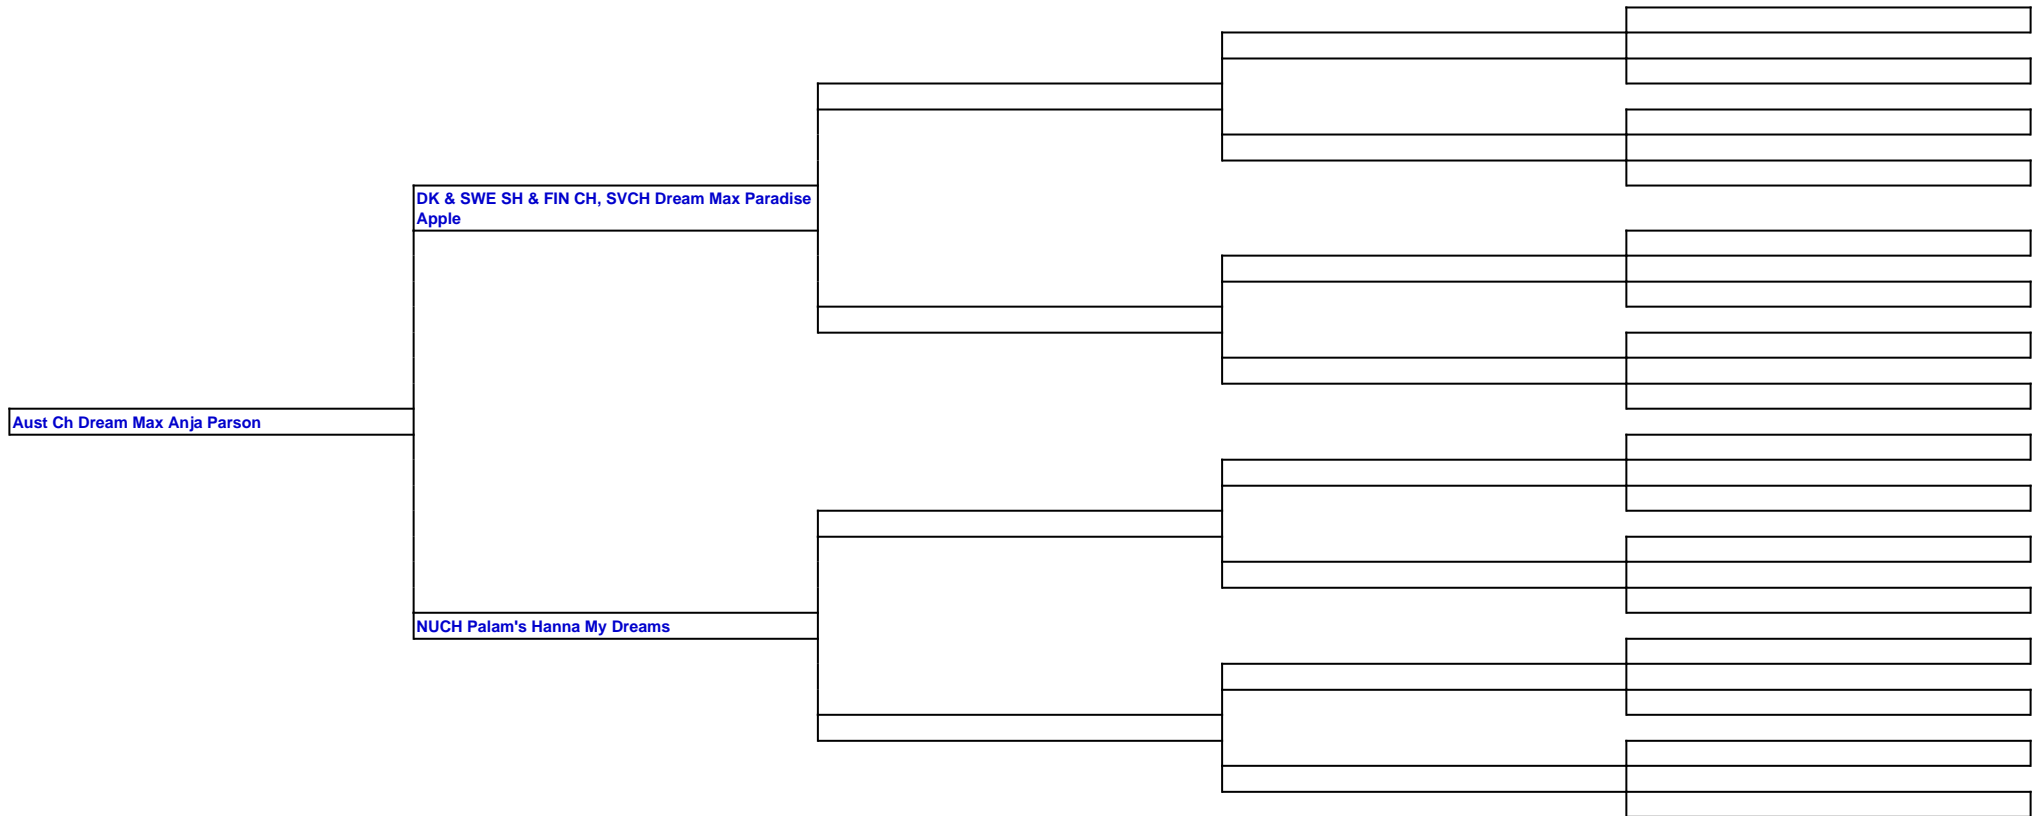 DK & SWE SH & FIN CH, SVCH Dream Max Paradise
Apple
Aust Ch Dream Max Anja Parson
NUCH Palam's Hanna My Dreams